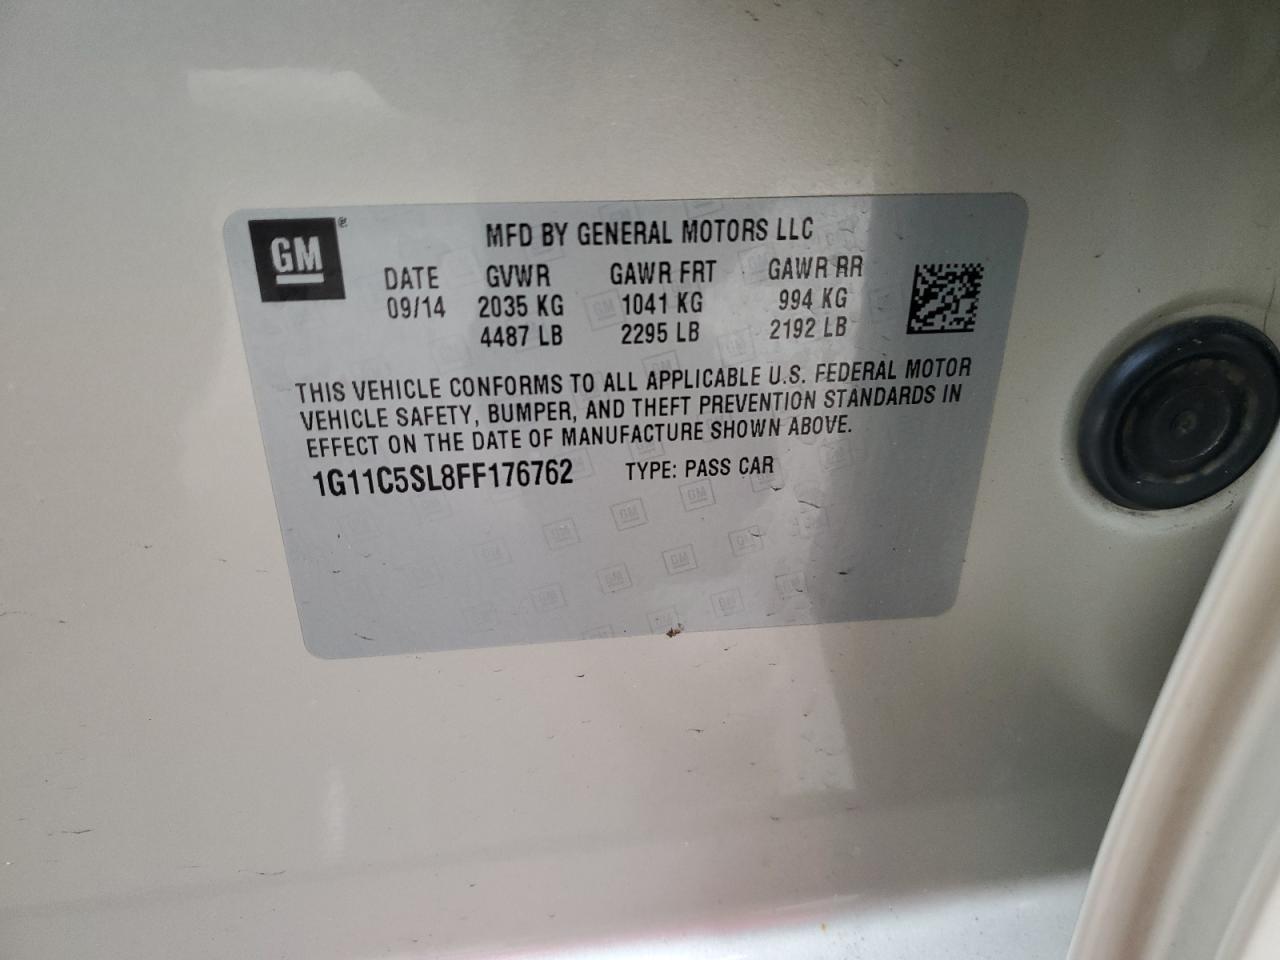 GM®
MFD BY GENERAL MOTORS LLC
DATE GVWR GAWR FRT GAWR RR
09/14 2035 KG 1041 KG 994 KG
4487 LB 2295 LB 2192 LB
THIS VEHICLE CONFORMS TO ALL APPLICABLE U.S. FEDERAL MOTOR
VEHICLE SAFETY, BUMPER, AND THEFT PREVENTION STANDARDS IN
EFFECT ON THE DATE OF MANUFACTURE SHOWN ABOVE.
1G11C5SL8FF176762 TYPE: PASS CAR